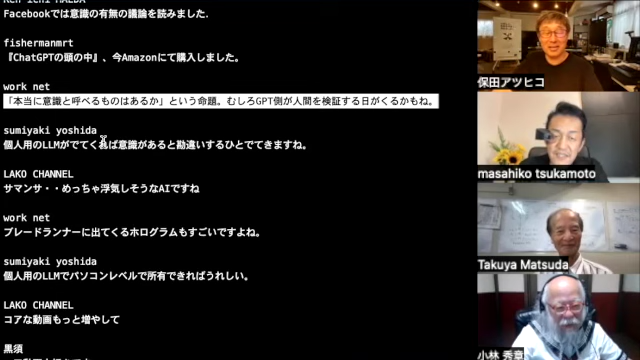 Ken'ichi MAEDA
Facebookでは意識の有無の議論を読みました.
fishermanmrt
『ChatGPTの頭の中』、今Amazonにて購入しました。
work net
「本当に意識と呼べるものはあるか」という命題。むしろGPT側が人間を検証する日がくるかもね。
sumiyaki yoshida
個人用のLLMがでてくれば意識があると勘違いするひとでてきますね。
LAKO CHANNEL
サマンサ・・めっちゃ浮気しそうなAIですね
work net
ブレードランナーに出てくるホログラムもすごいですよね。
sumiyaki yoshida
個人用のLLMでパソコンレベルで所有できればうれしい。
LAKO CHANNEL
コアな動画もっと増やして
黒須
保田アツヒコ
masahiko tsukamoto
Takuya Matsuda
小林 秀章